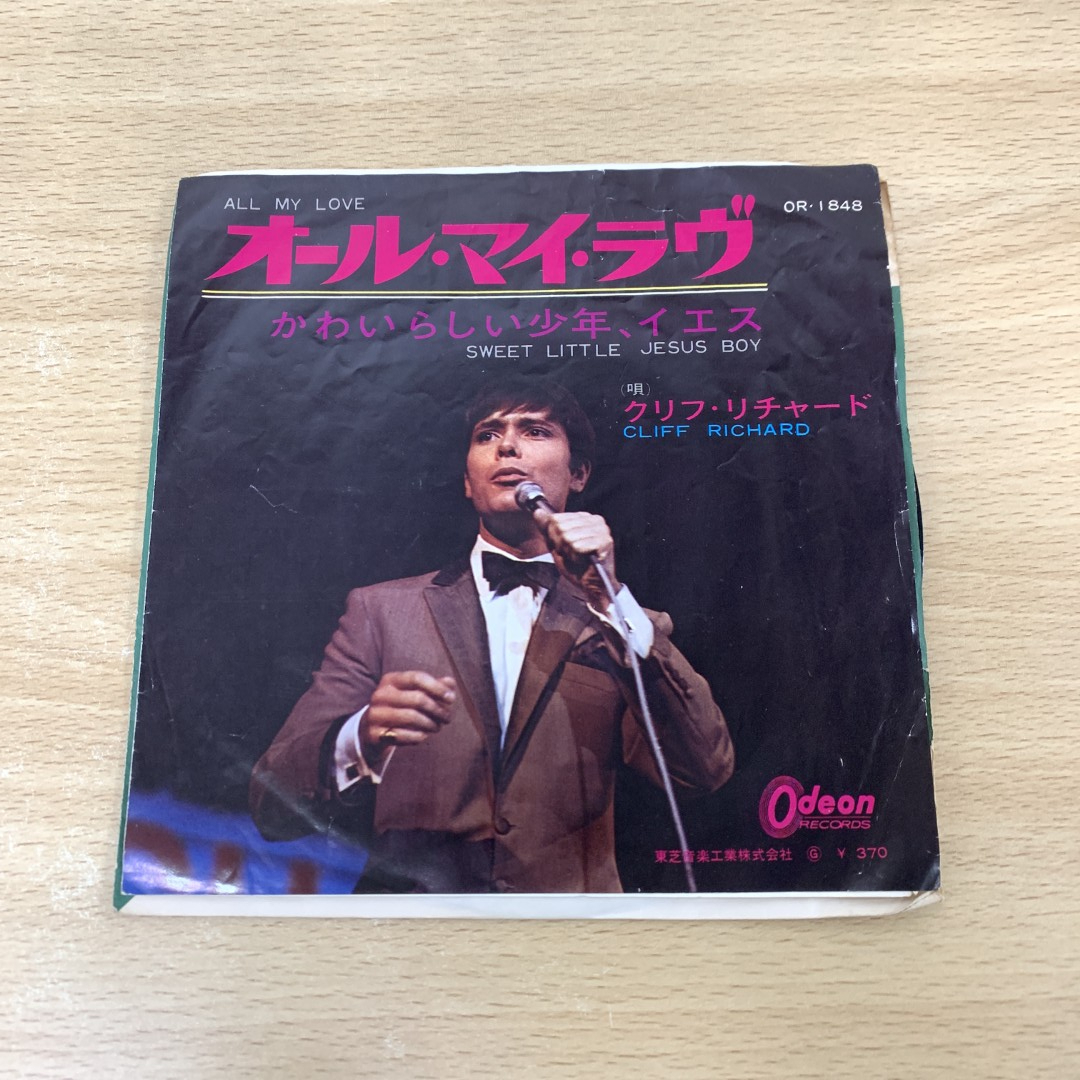 ALL MY LOVE
OR・1848
オール・マイ・ラヴ
かわいらしい少年、イエス
SWEET LITTLE JESUS BOY
(唄)
クリフ・リチャード
CLIFF RICHARD
Odeon
RECORDS
東芝音楽工業株式会社 Ⓖ ¥ 370